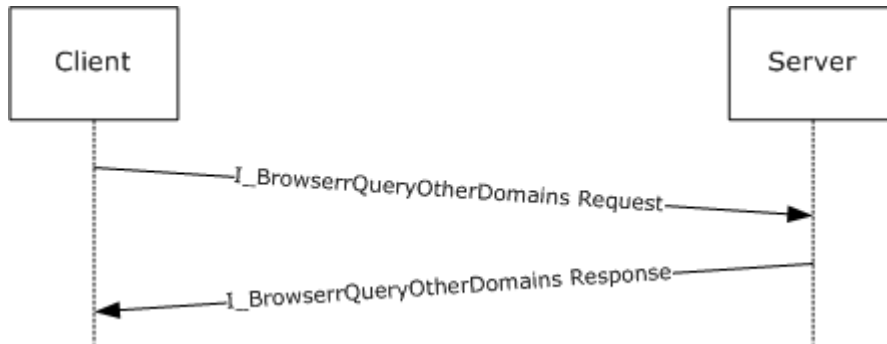 Client
Server
I_BrowserrQueryOtherDomains Request
I_BrowserrQueryOtherDomains Response